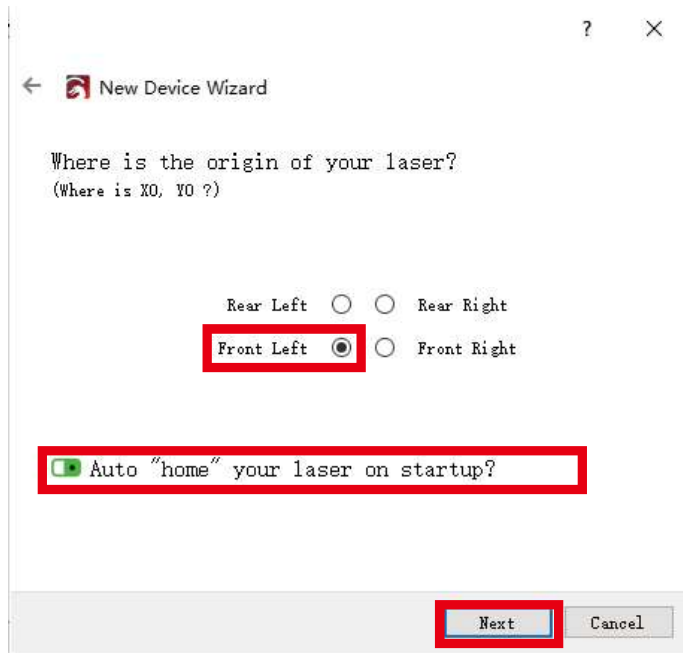 ?
New Device Wizard
Where is the origin of your laser?
(Where is X0, Y0 ?)
Rear Left Rear Right
Front Left Front Right
Auto "home" your laser on startup?
Next Cancel